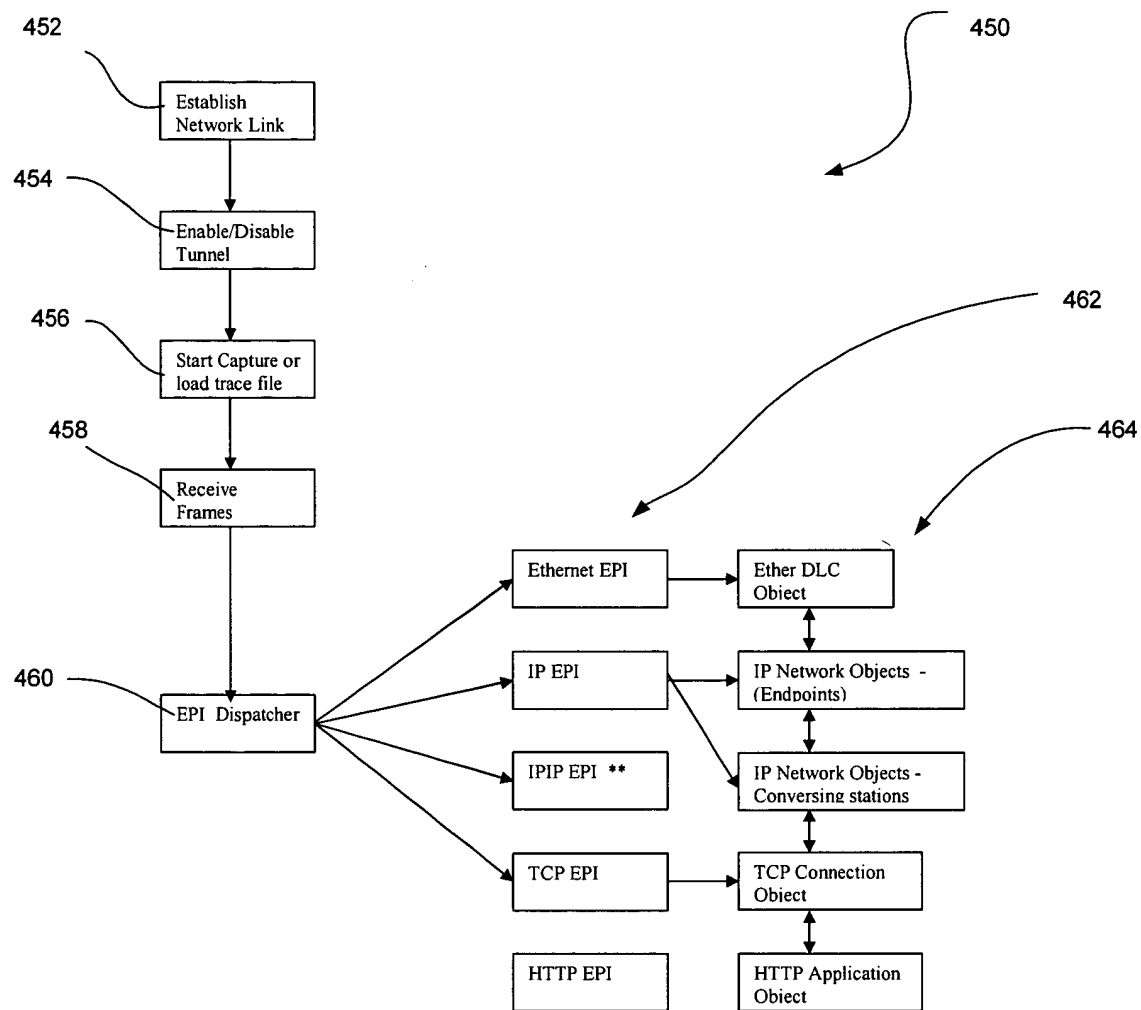 452
450
Establish
Network Link
454
Enable/Disable
Tunnel
462
456
Start Capture or
load trace file
464
458
Receive
Frames
Ethernet EPI
Ether DLC
Object
460
EPI Dispatcher
IP EPI
IP Network Objects -
(Endpoints)
IPIP EPI **
IP Network Objects -
Conversing stations
TCP EPI
TCP Connection
Object
HTTP EPI
HTTP Application
Object